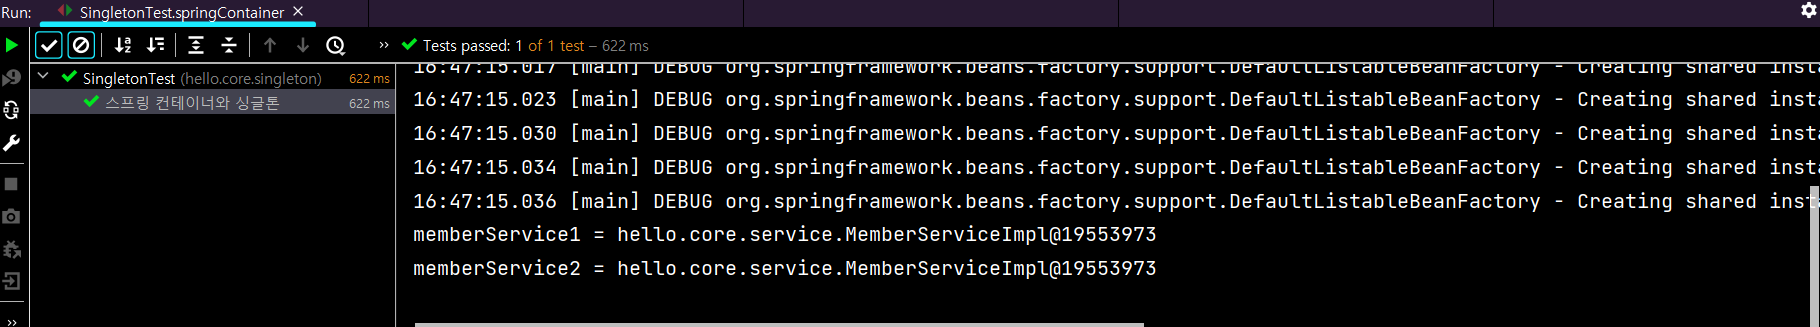 Run: SingletonTest.springContainer ×
» Tests passed: 1 of 1 test – 622 ms
SingletonTest (hello.core.singleton) 622 ms
스프링 컨테이너와 싱글톤 622 ms
16:47:15.017 [main] DEBUG org.springframework.beans.factory.support.DefaultListableBeanFactory - Creating shared insta
16:47:15.023 [main] DEBUG org.springframework.beans.factory.support.DefaultListableBeanFactory - Creating shared insta
16:47:15.030 [main] DEBUG org.springframework.beans.factory.support.DefaultListableBeanFactory - Creating shared insta
16:47:15.034 [main] DEBUG org.springframework.beans.factory.support.DefaultListableBeanFactory - Creating shared insta
16:47:15.036 [main] DEBUG org.springframework.beans.factory.support.DefaultListableBeanFactory - Creating shared insta
memberService1 = hello.core.service.MemberServiceImpl@19553973
memberService2 = hello.core.service.MemberServiceImpl@19553973